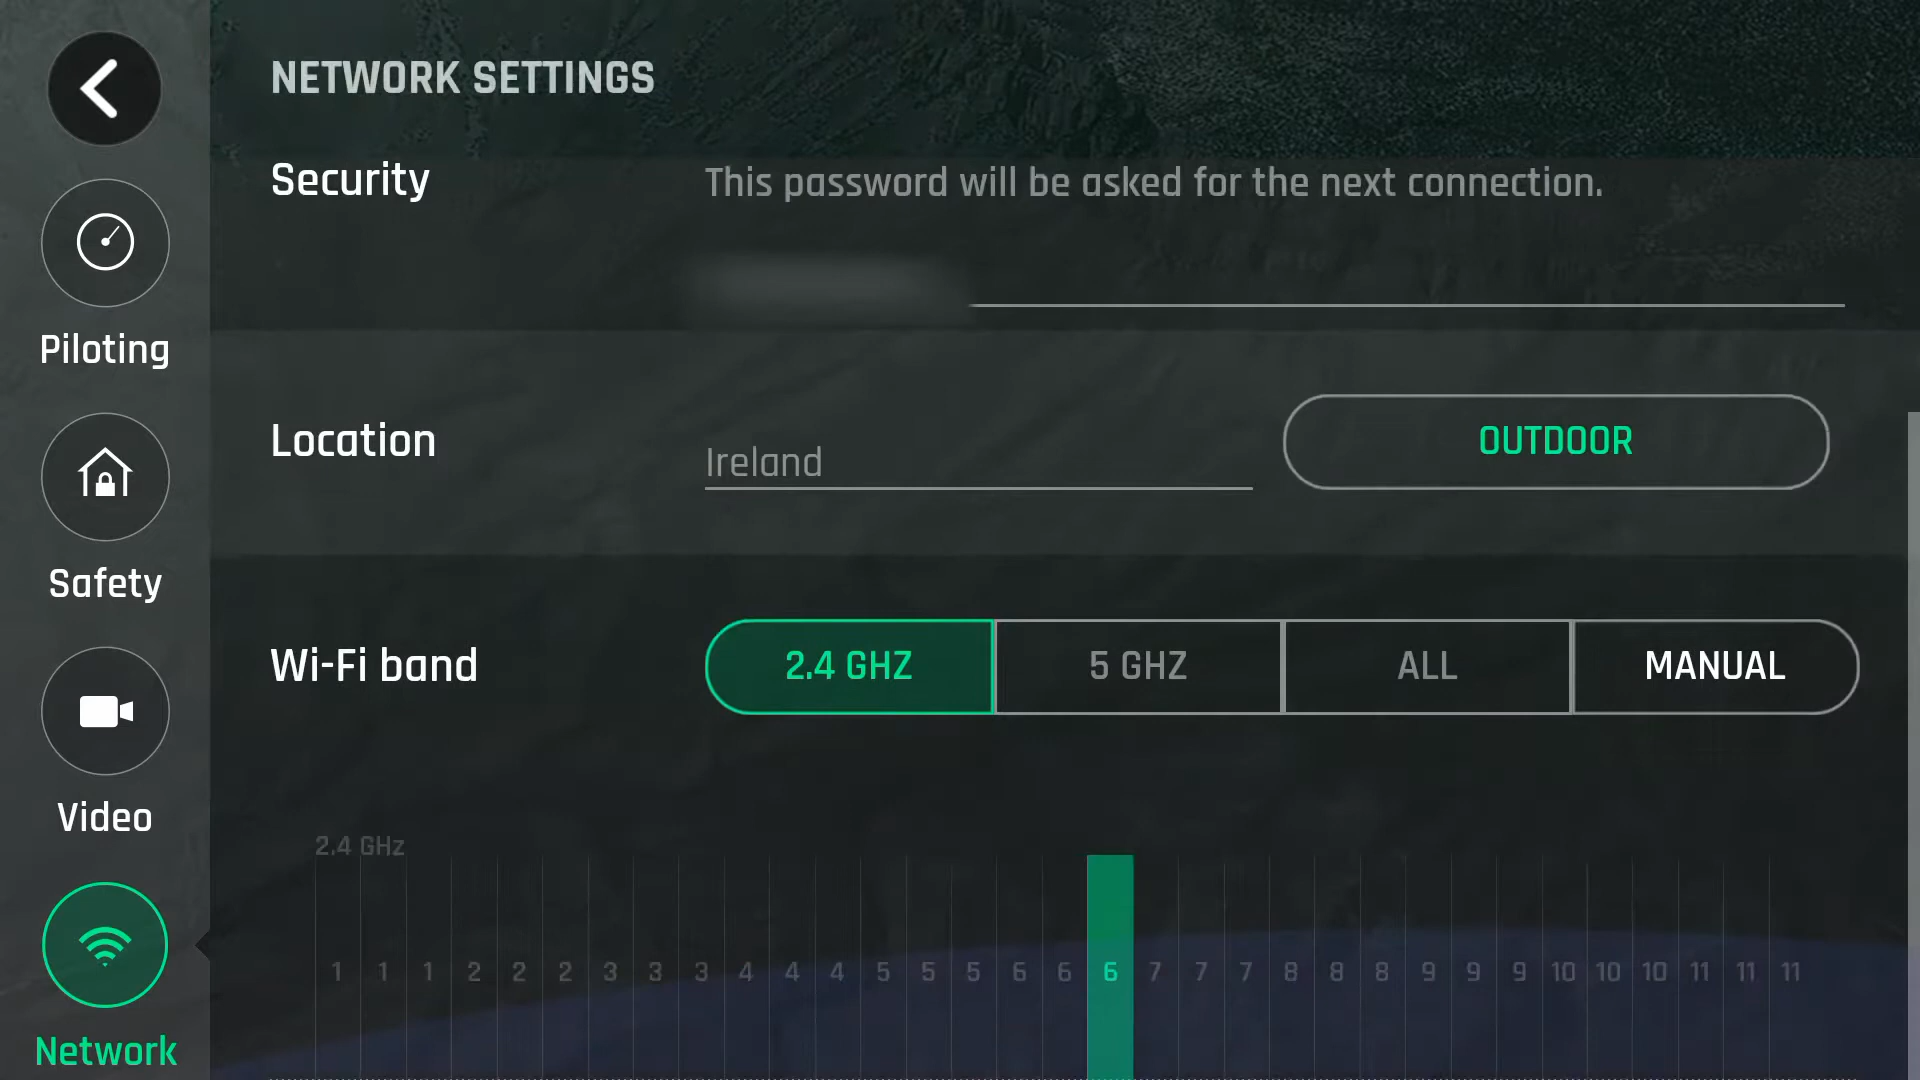 NETWORK SETTINGS
Security
This password will be asked for the next connection.
Piloting
Location
Ireland
OUTDOOR
Safety
Wi-Fi band
2.4 GHZ
5 GHZ
ALL
MANUAL
Video
2.4 GHz
1 1 1 2 2 2 3 3 3 4 4 4 5 5 5 6 6 6 7 7 7 8 8 8 9 9 9 10 10 10 11 11 11
Network